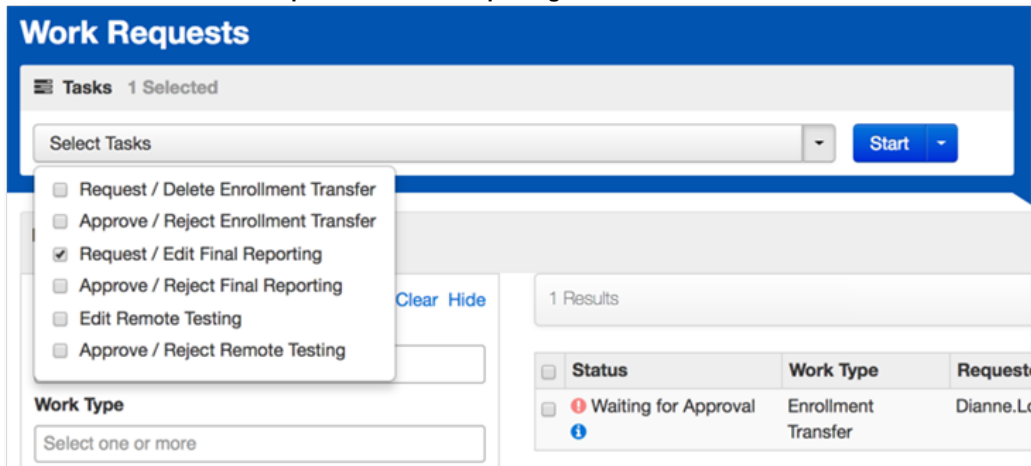 Work Requests
Tasks 1 Selected
Select Tasks
Start
Request / Delete Enrollment Transfer
Approve / Reject Enrollment Transfer
Request / Edit Final Reporting
Approve / Reject Final Reporting
Edit Remote Testing
Approve / Reject Remote Testing
Clear Hide
Work Type
Select one or more
1 Results
Status Work Type Requeste
Waiting for Approval Enrollment Dianne.Lo
Transfer